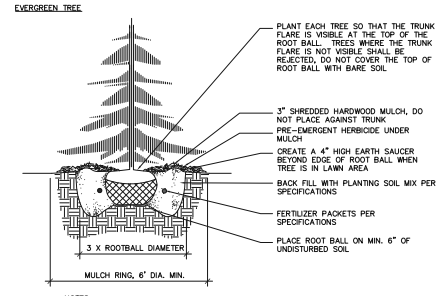 EVERGREEN TREE
PLANT EACH TREE SO THAT THE TRUNK
FLARE IS VISIBLE AT THE TOP OF THE
ROOT BALL. TREES WHERE THE TRUNK
FLARE IS NOT VISIBLE SHALL BE
REJECTED, DO NOT COVER THE TOP OF
ROOT BALL WITH BARE SOIL
3" SHREDDED HARDWOOD MULCH, DO
NOT PLACE AGAINST TRUNK
PRE-EMERGENT HERBICIDE UNDER
MULCH
CREATE A 4" HIGH EARTH SAUCER
BEYOND EDGE OF ROOT BALL WHEN
TREE IS IN LAWN AREA
BACK FILL WITH PLANTING SOIL MIX PER
SPECIFICATIONS
FERTILIZER PACKETS PER
SPECIFICATIONS
PLACE ROOT BALL ON MIN. 6" OF
UNDISTURBED SOIL
3 X ROOTBALL DIAMETER
MULCH RING, 6' DIA. MIN.